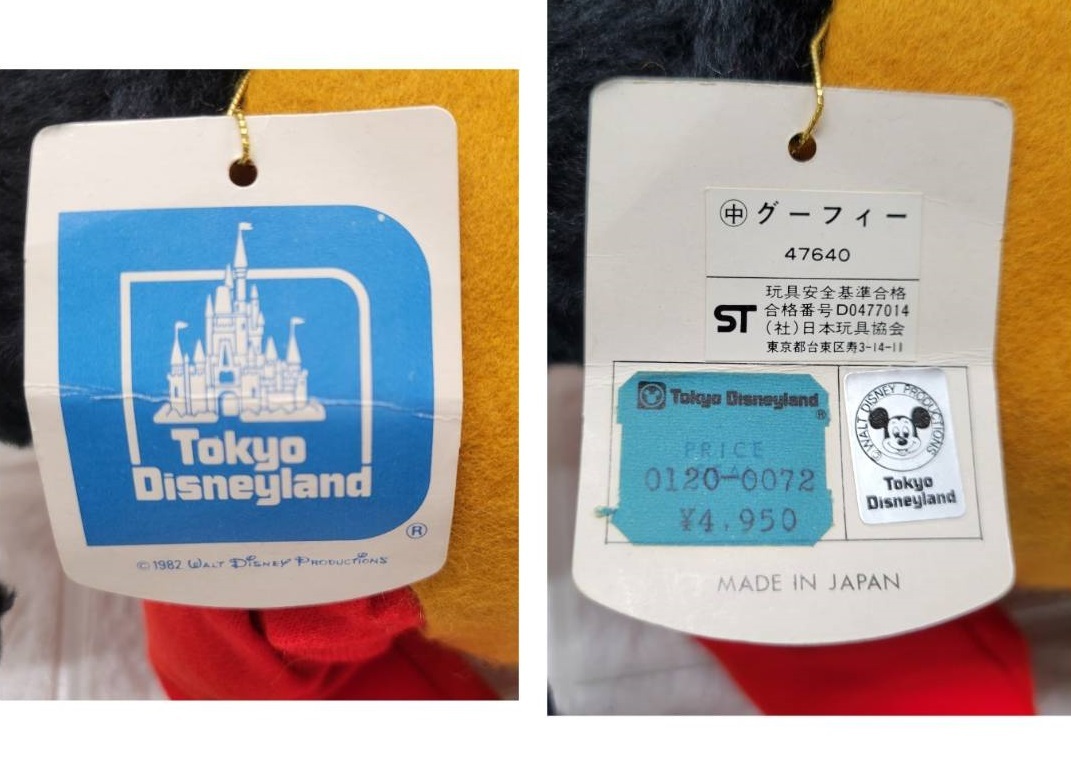 Tokyo
Disneyland
®
© 1982 WALT DISNEY PRODUCTIONS
㊥グーフィー
47640
ST
玩具安全基準合格
合格番号D0477014
(社)日本玩具協会
東京都台東区寿3-14-11
Tokyo Disneyland®
PRICE
0120-0072
¥4,950
© WALT DISNEY PRODUCTIONS
Tokyo
Disneyland
MADE IN JAPAN